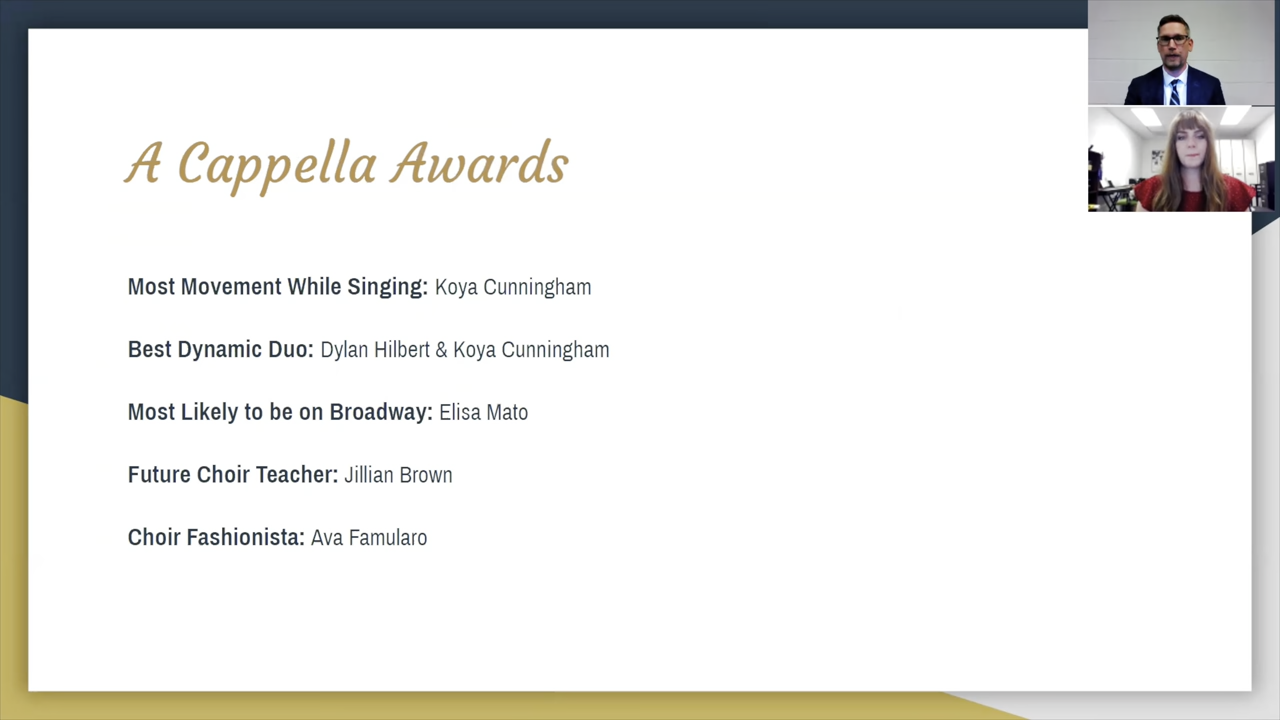 A Cappella Awards
Most Movement While Singing: Koya Cunningham
Best Dynamic Duo: Dylan Hilbert & Koya Cunningham
Most Likely to be on Broadway: Elisa Mato
Future Choir Teacher: Jillian Brown
Choir Fashionista: Ava Famularo